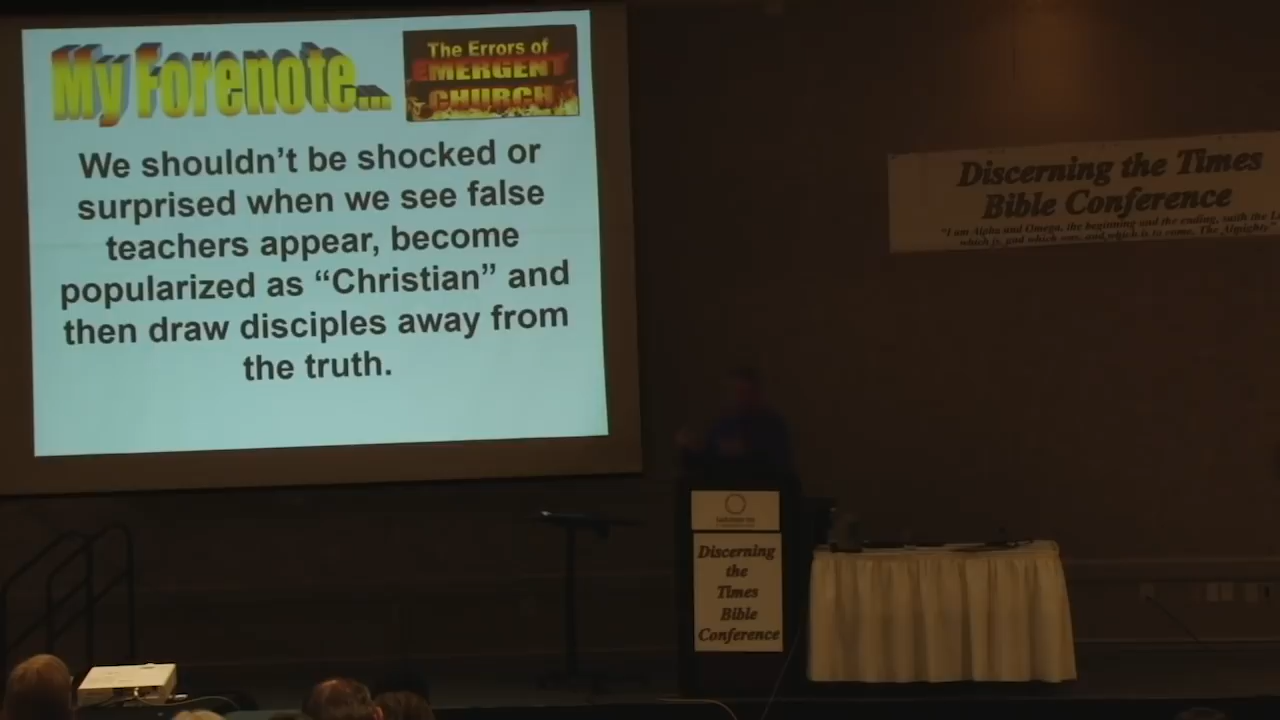 My Forenote...
The Errors of
EMERGENT
CHURCH
We shouldn't be shocked or
surprised when we see false
teachers appear, become
popularized as “Christian” and
then draw disciples away from
the truth.
Discerning the Times
Bible Conference
“I am Alpha and Omega, the beginning and the ending, saith the
which is, and which was, and which is to come, The Almighty”
Discerning
the
Times
Bible
Conference